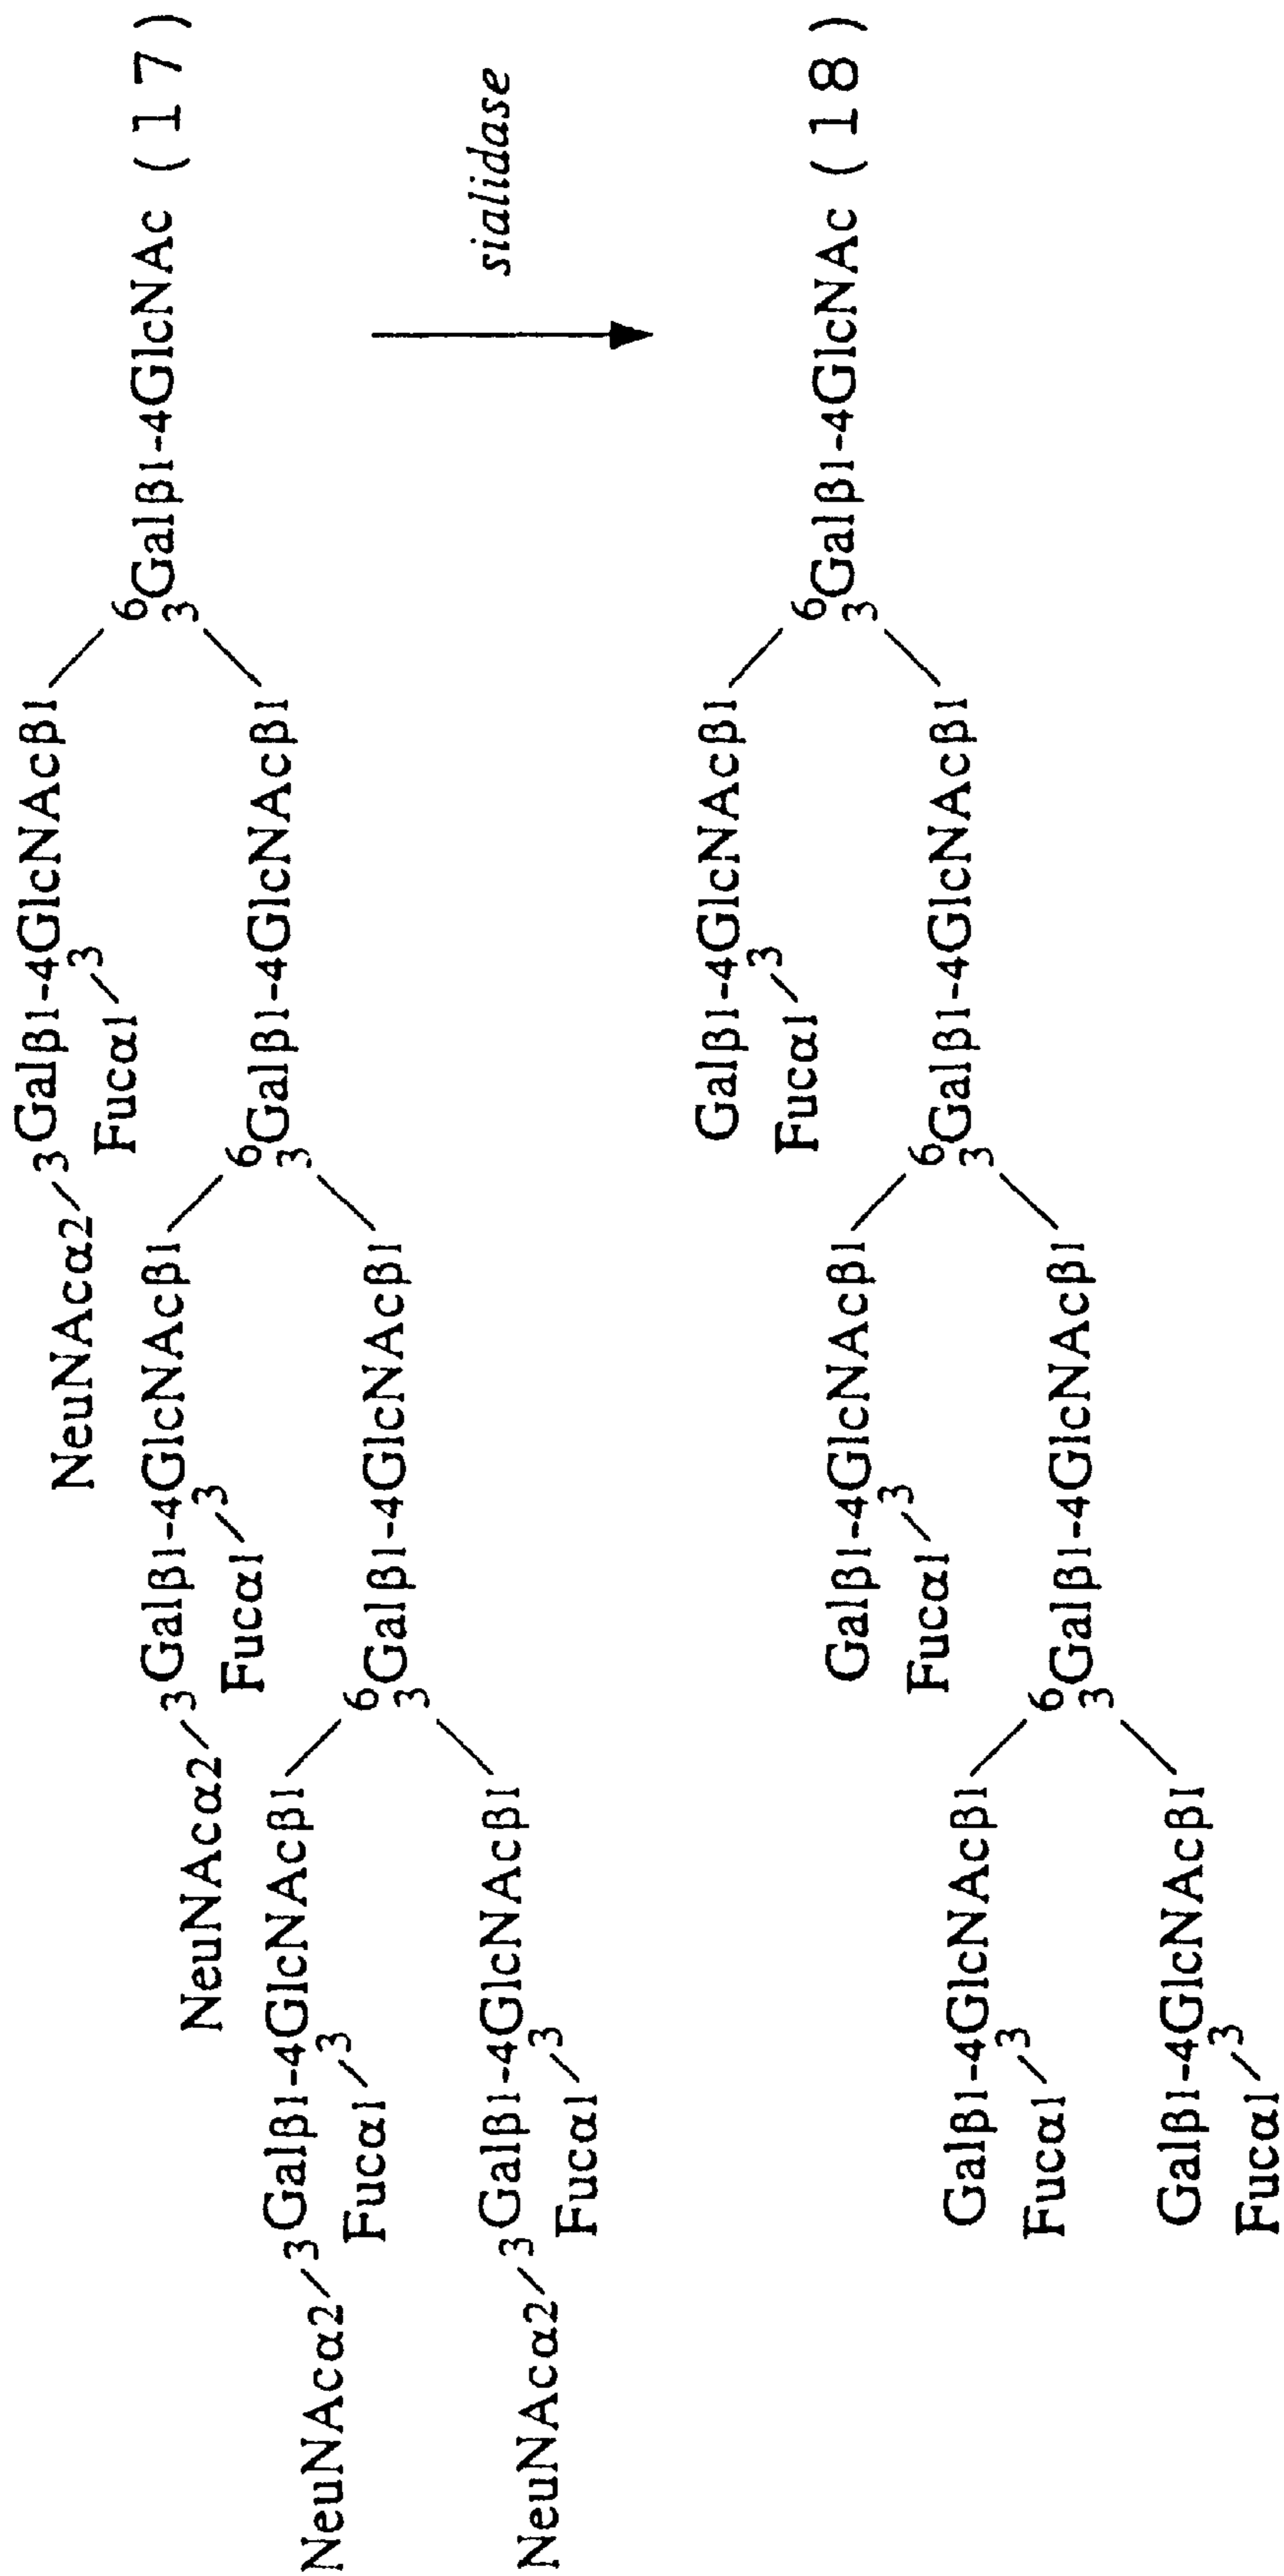 3Galβ1-4GlcNAcβ1
NeuNAcα2
Fucα1 3
6
3Galβ1-4GlcNAcβ1
3Galβ1-4GlcNAc (17)
NeuNAcα2
Fucα1 3
6
3Galβ1-4GlcNAcβ1
3Galβ1-4GlcNAcβ1
NeuNAcα2
Fucα1 3
6
3Galβ1-4GlcNAcβ1
3Galβ1-4GlcNAcβ1
NeuNAcα2
Fucα1 3
sialidase
Galβ1-4GlcNAcβ1
Fucα1 3
6
Galβ1-4GlcNAcβ1
3Galβ1-4GlcNAc (18)
Fucα1 3
6
Galβ1-4GlcNAcβ1
3Galβ1-4GlcNAcβ1
Fucα1 3
6
3Galβ1-4GlcNAcβ1
Galβ1-4GlcNAcβ1
Fucα1 3